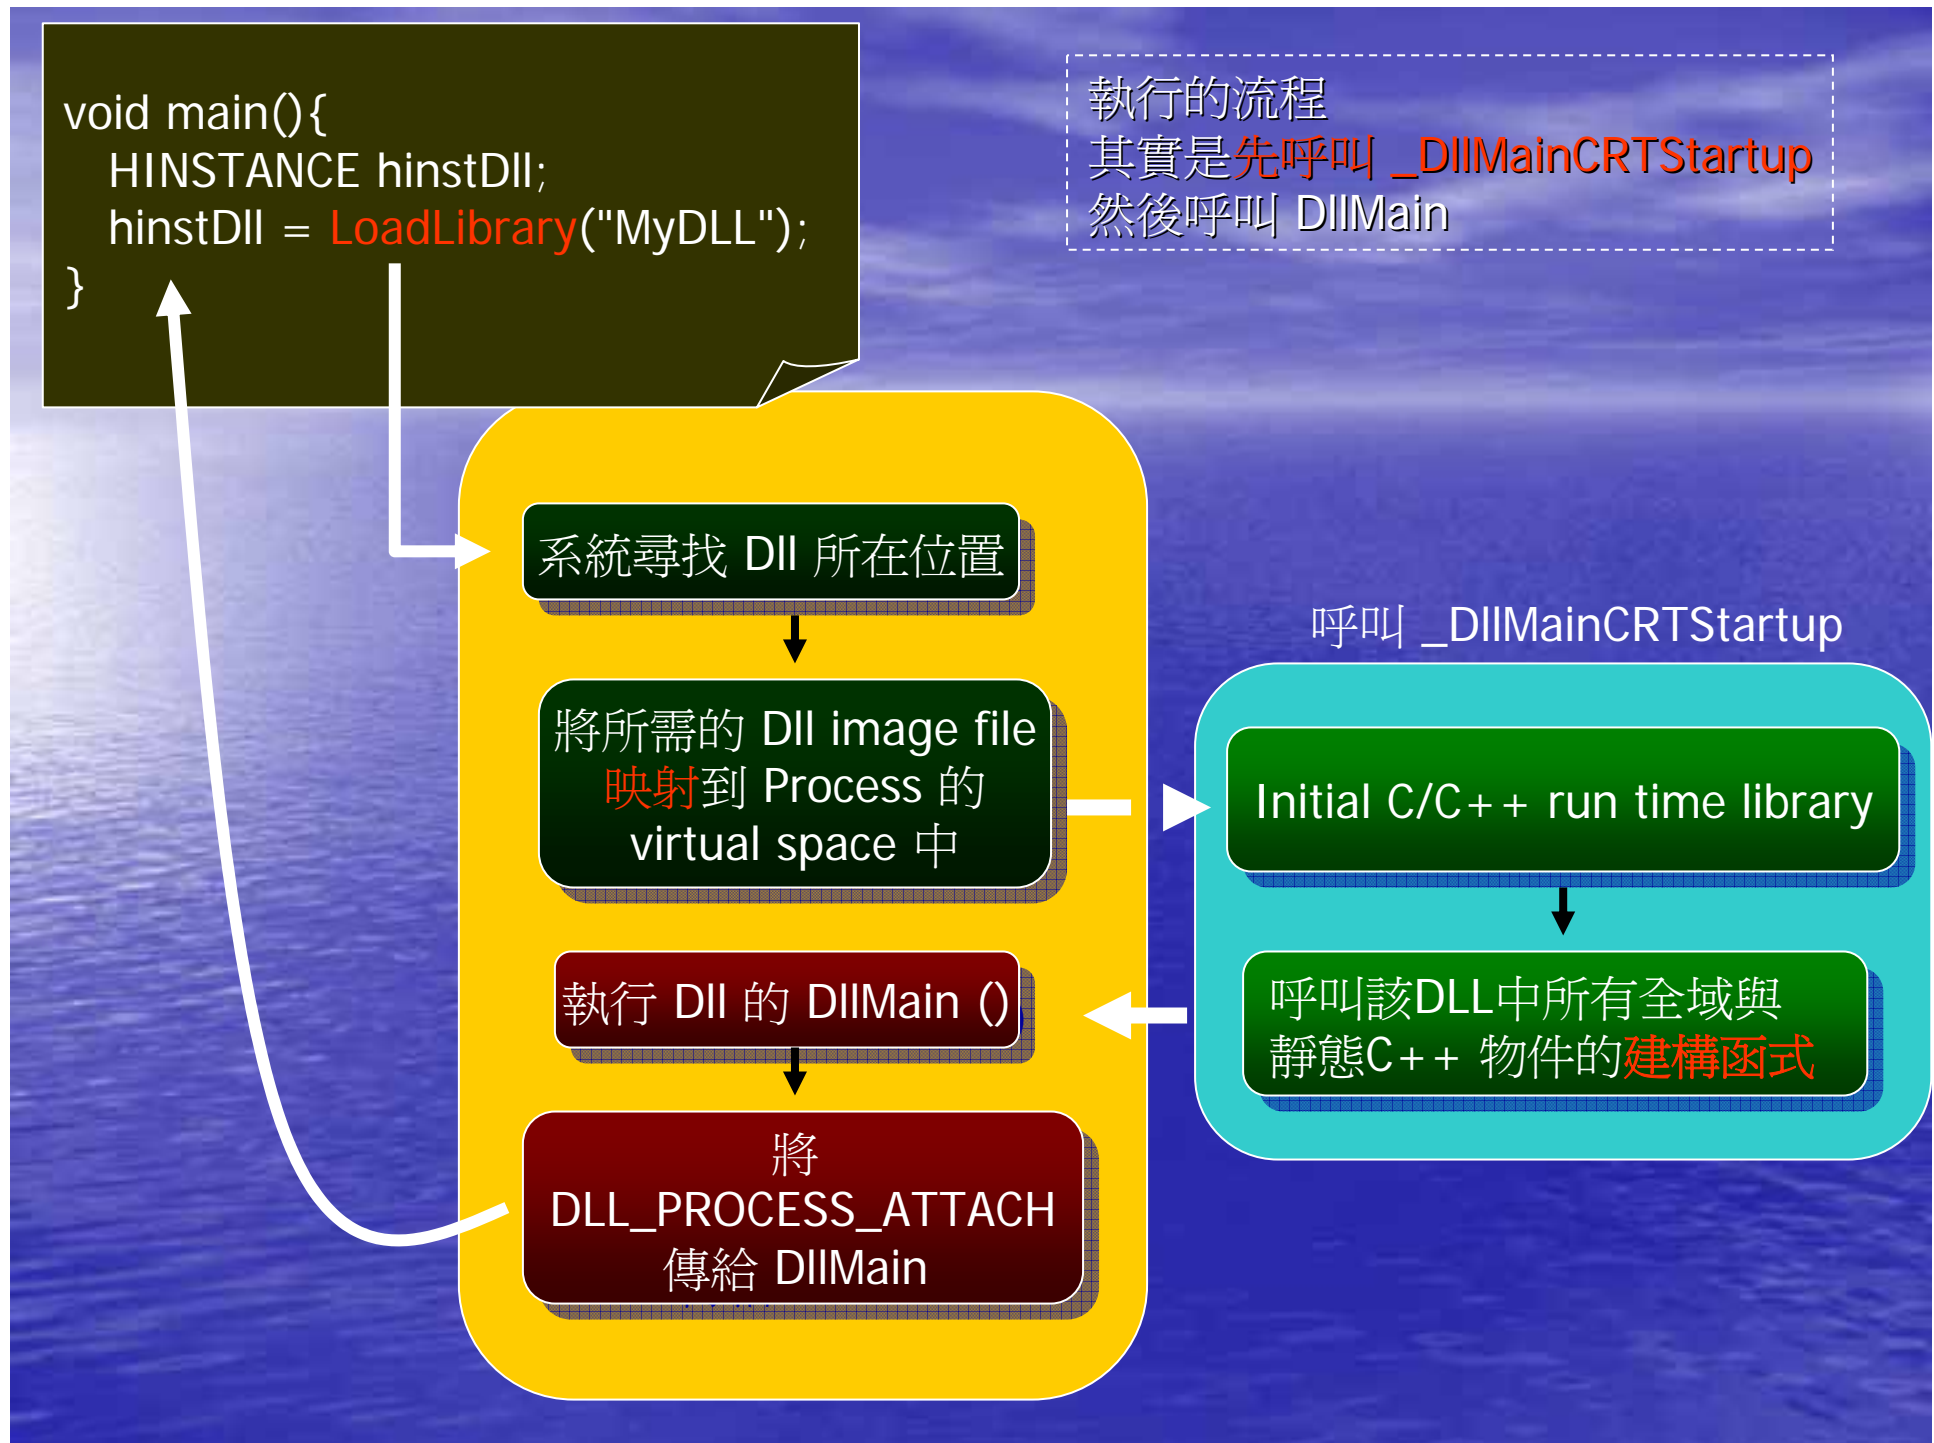 void main(){
HINSTANCE hinstDll;
hinstDll = LoadLibrary("MyDLL");
}
執行的流程
其實是先呼叫 _DllMainCRTStartup
然後呼叫 DllMain
系統尋找 Dll 所在位置
將所需的 Dll image file
映射到 Process 的
virtual space 中
執行 Dll 的 DllMain ()
將
DLL_PROCESS_ATTACH
傳給 DllMain
呼叫 _DllMainCRTStartup
Initial C/C++ run time library
呼叫該DLL中所有全域與
靜態C++ 物件的建構函式